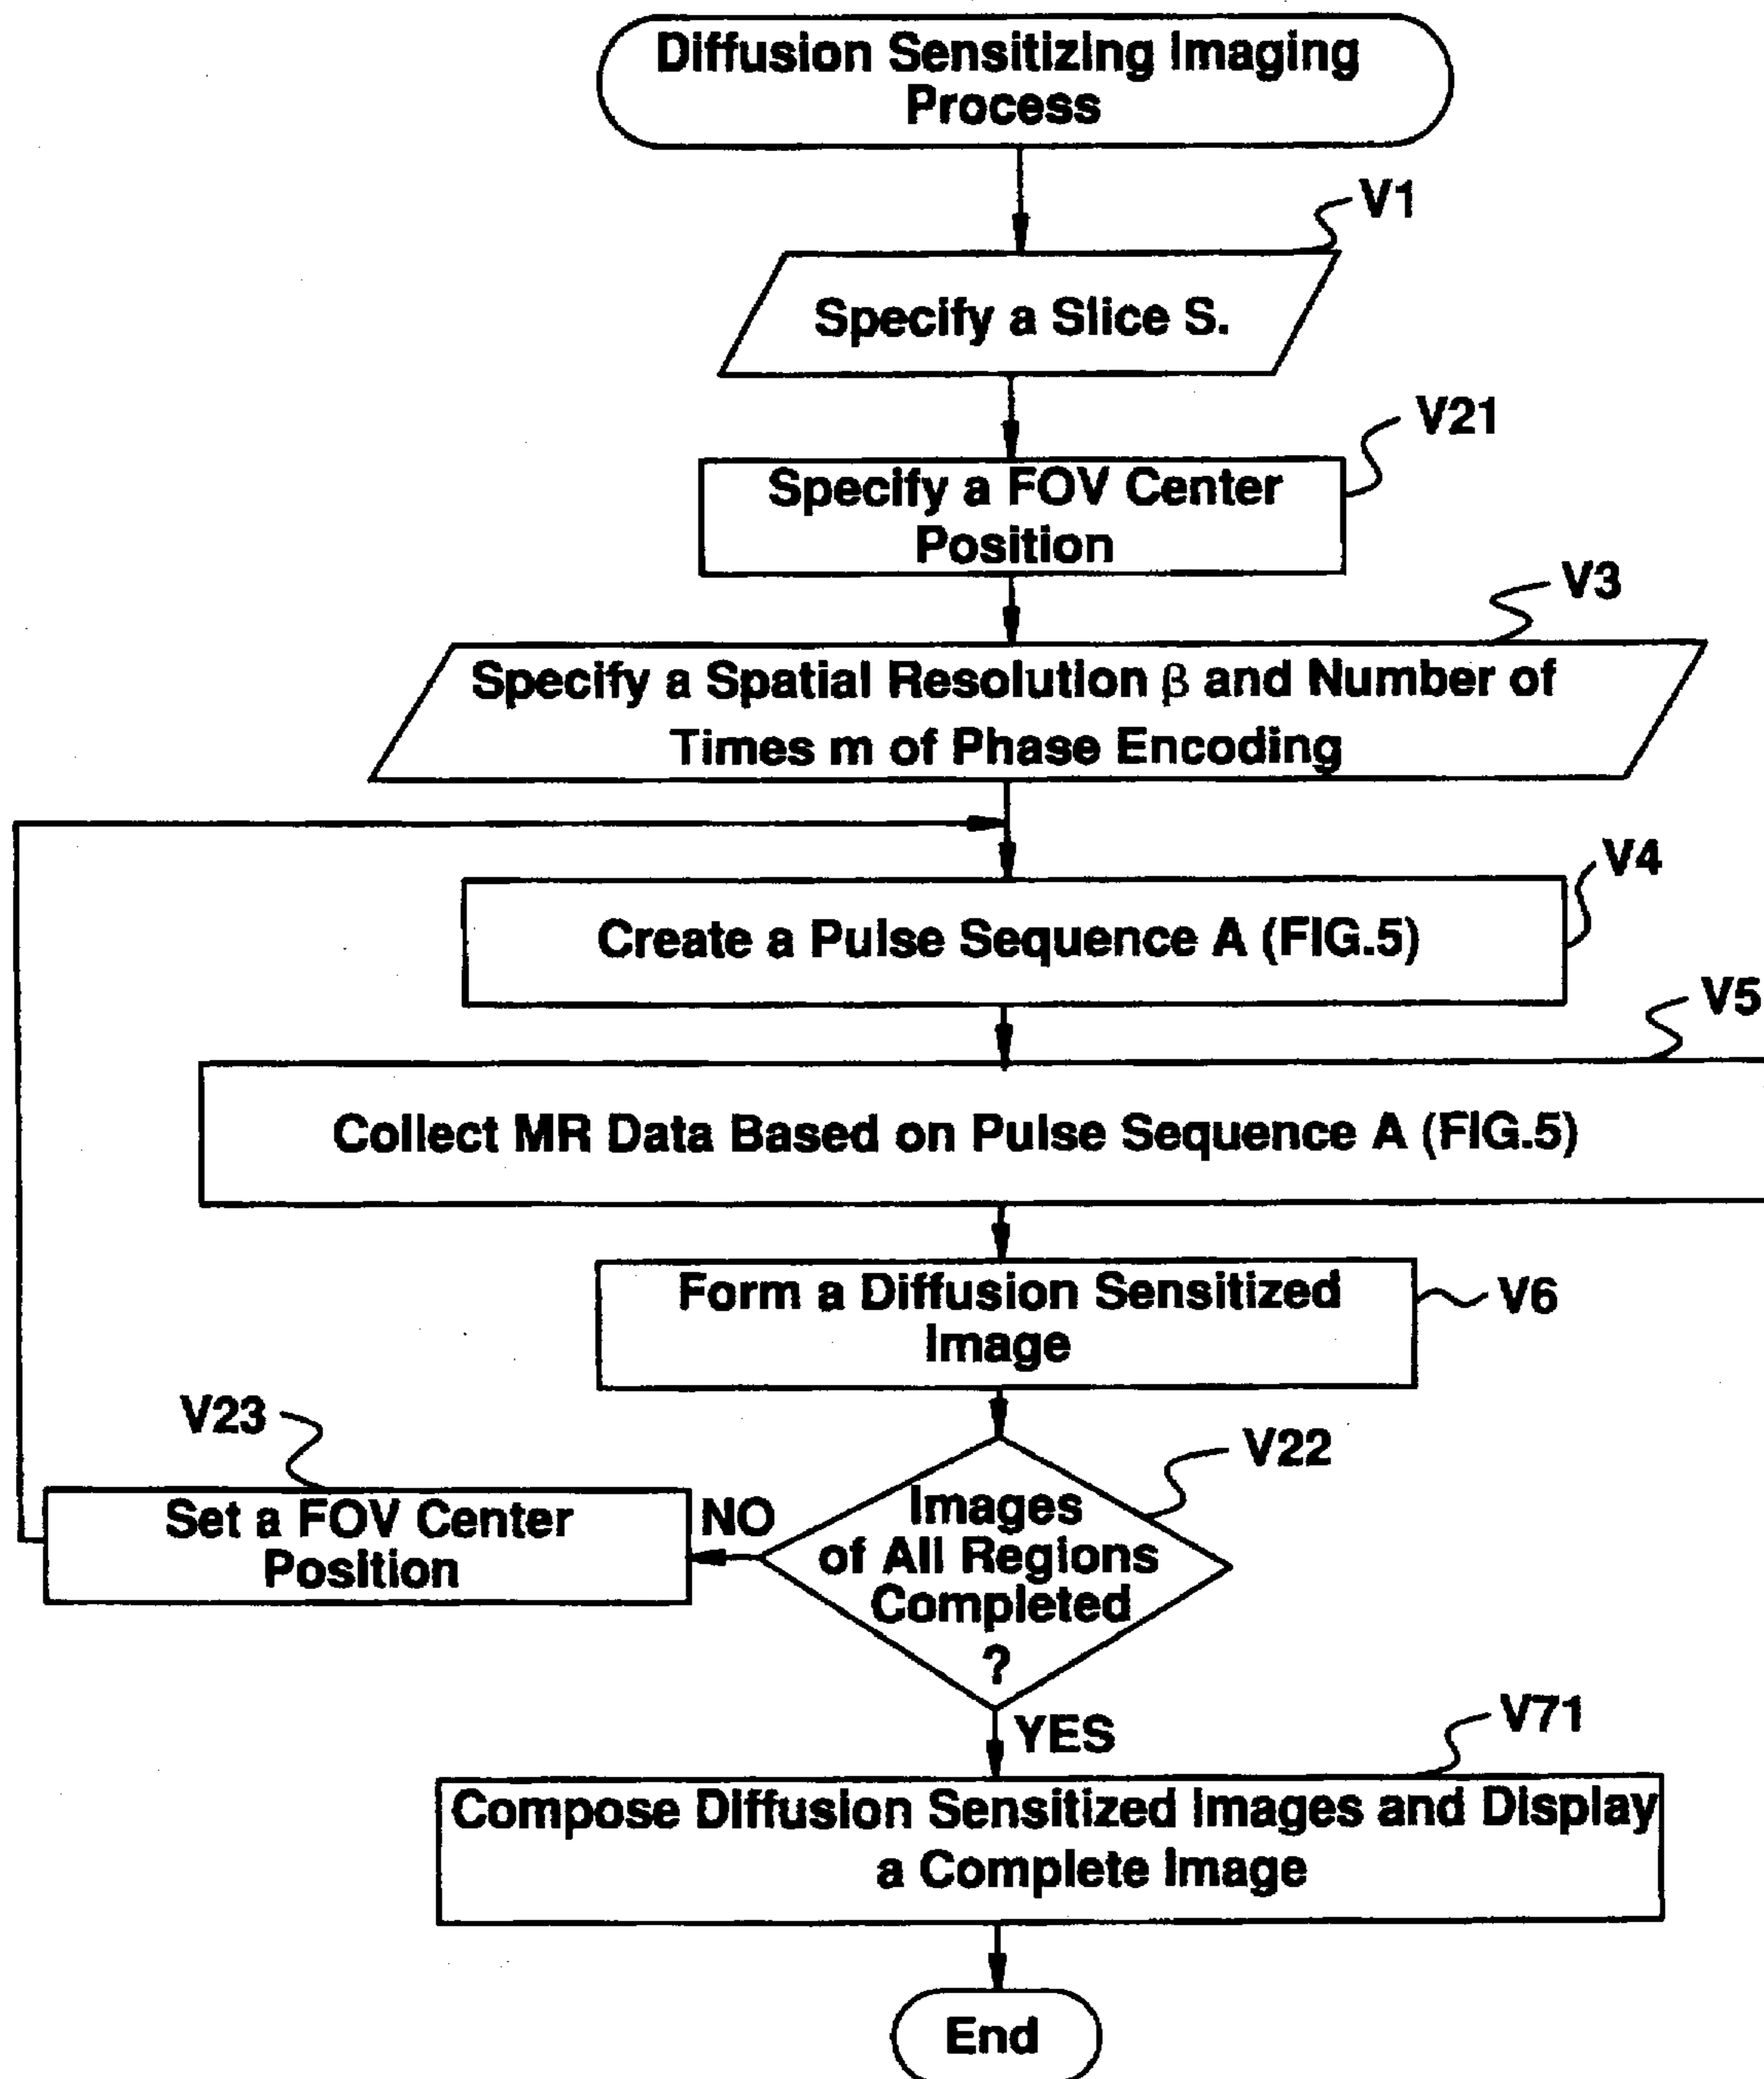 Diffusion Sensitizing Imaging
Process
V1
Specify a Slice S.
V21
Specify a FOV Center
Position
V3
Specify a Spatial Resolution β and Number of
Times m of Phase Encoding
V4
Create a Pulse Sequence A (FIG.5)
V5
Collect MR Data Based on Pulse Sequence A (FIG.5)
Form a Diffusion Sensitized
Image
V6
V23
V22
Set a FOV Center
Position
NO
Images
of All Regions
Completed
?
YES
V71
Compose Diffusion Sensitized Images and Display
a Complete Image
End